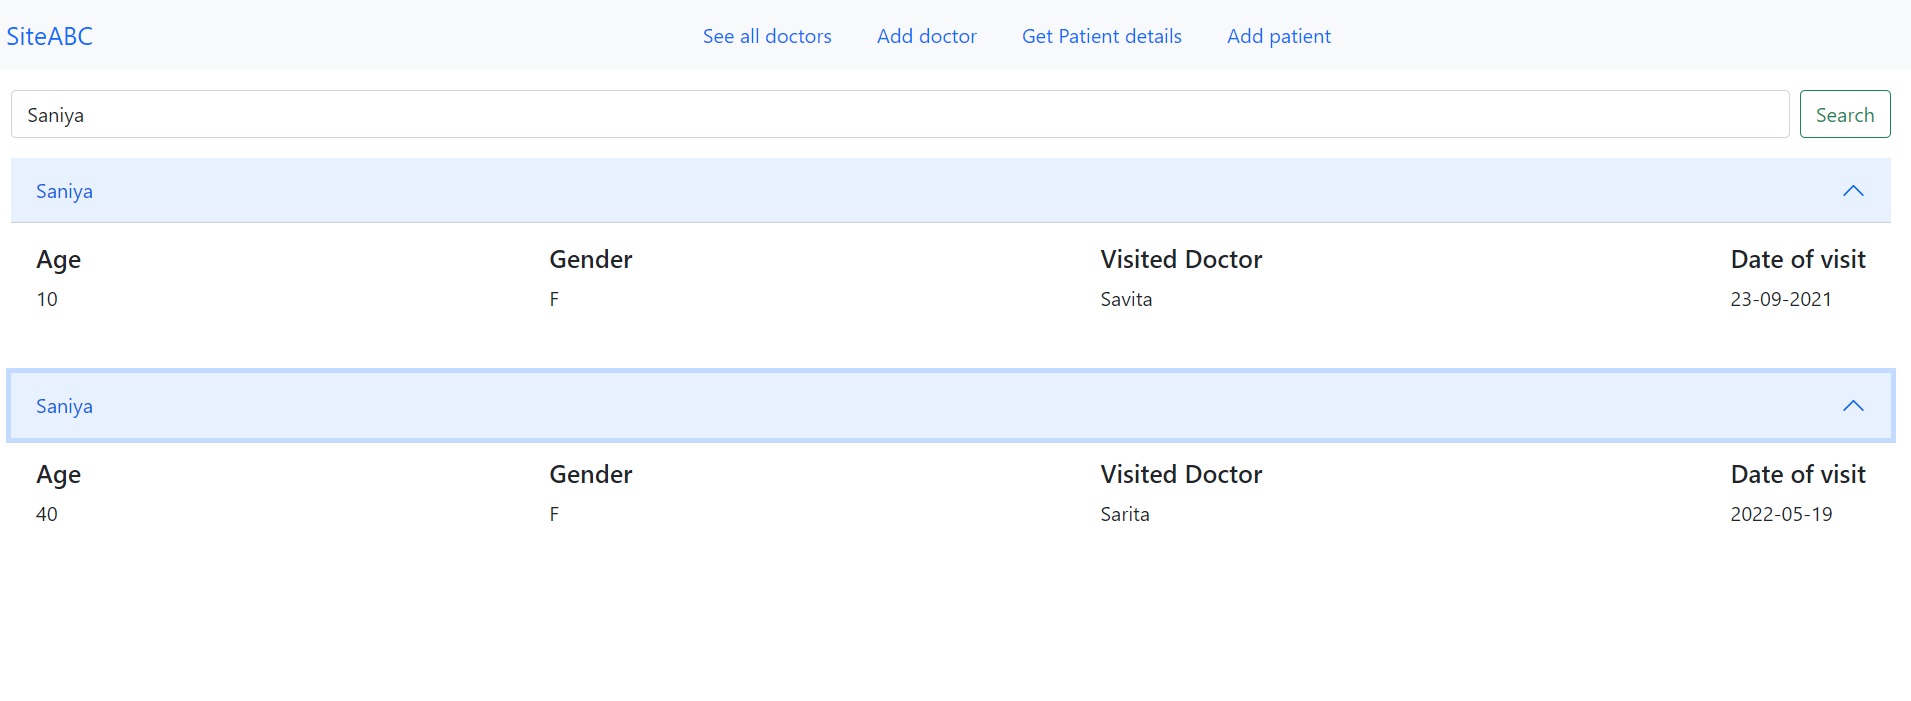 SiteABC See all doctors Add doctor Get Patient details Add patient
Saniya Search
Saniya
Age Gender Visited Doctor Date of visit
10 F Savita 23-09-2021
Saniya
Age Gender Visited Doctor Date of visit
40 F Sarita 2022-05-19